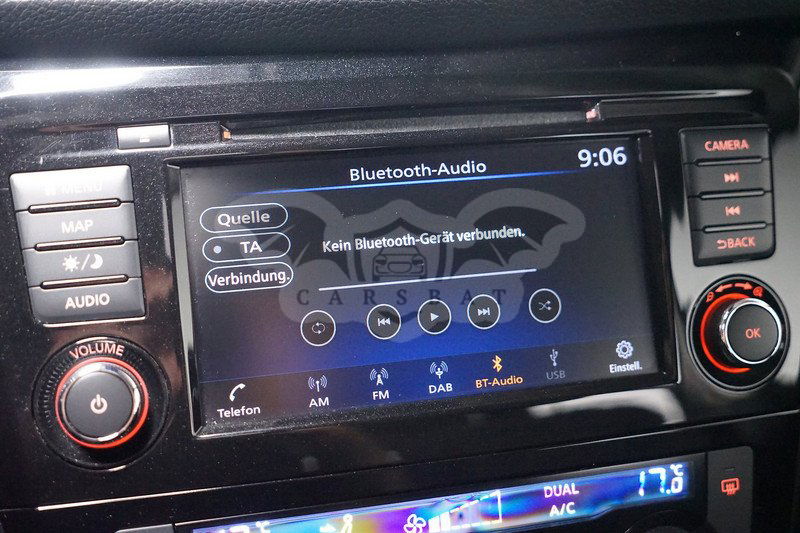 Bluetooth-Audio
9:06
CAMERA
MENU
Quelle
MAP
TA
Kein Bluetooth-Gerät verbunden.
BACK
Verbindung.
CARSBAT
AUDIO
VOLUME
OK
Telefon
AM
FM
DAB
BT-Audio
USB
Einstell.
DUAL
A/C
17.0 °C